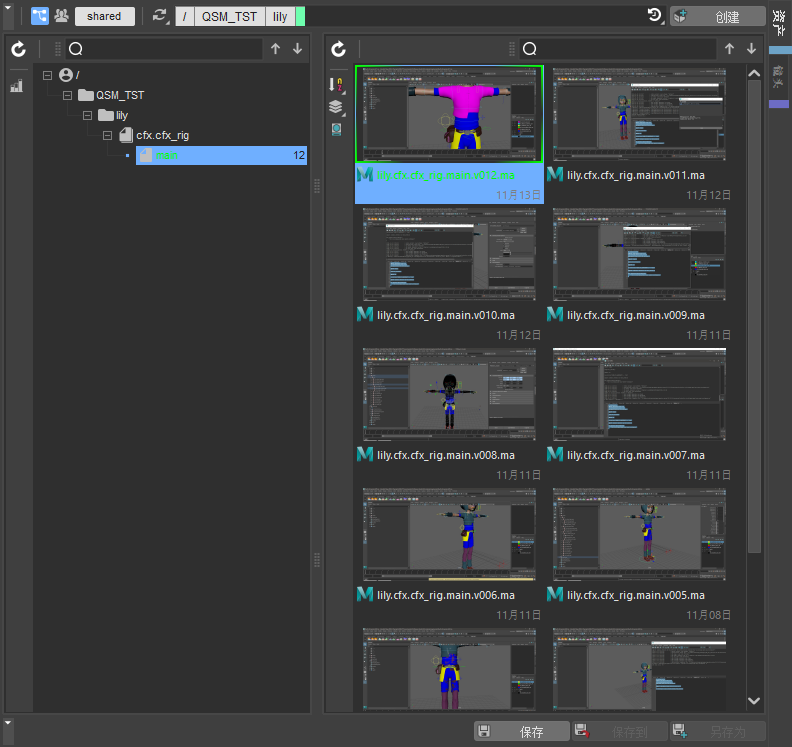 shared / QSM_TST lily 创建
资产
镜头
/
QSM_TST
lily
cfx.cfx_rig
main 12
lily.cfx.cfx_rig.main.v012.ma
11月13日
lily.cfx.cfx_rig.main.v011.ma
11月12日
lily.cfx.cfx_rig.main.v010.ma
11月12日
lily.cfx.cfx_rig.main.v009.ma
11月11日
lily.cfx.cfx_rig.main.v008.ma
11月11日
lily.cfx.cfx_rig.main.v007.ma
11月11日
lily.cfx.cfx_rig.main.v006.ma
11月11日
lily.cfx.cfx_rig.main.v005.ma
11月08日
保存 保存到 另存为